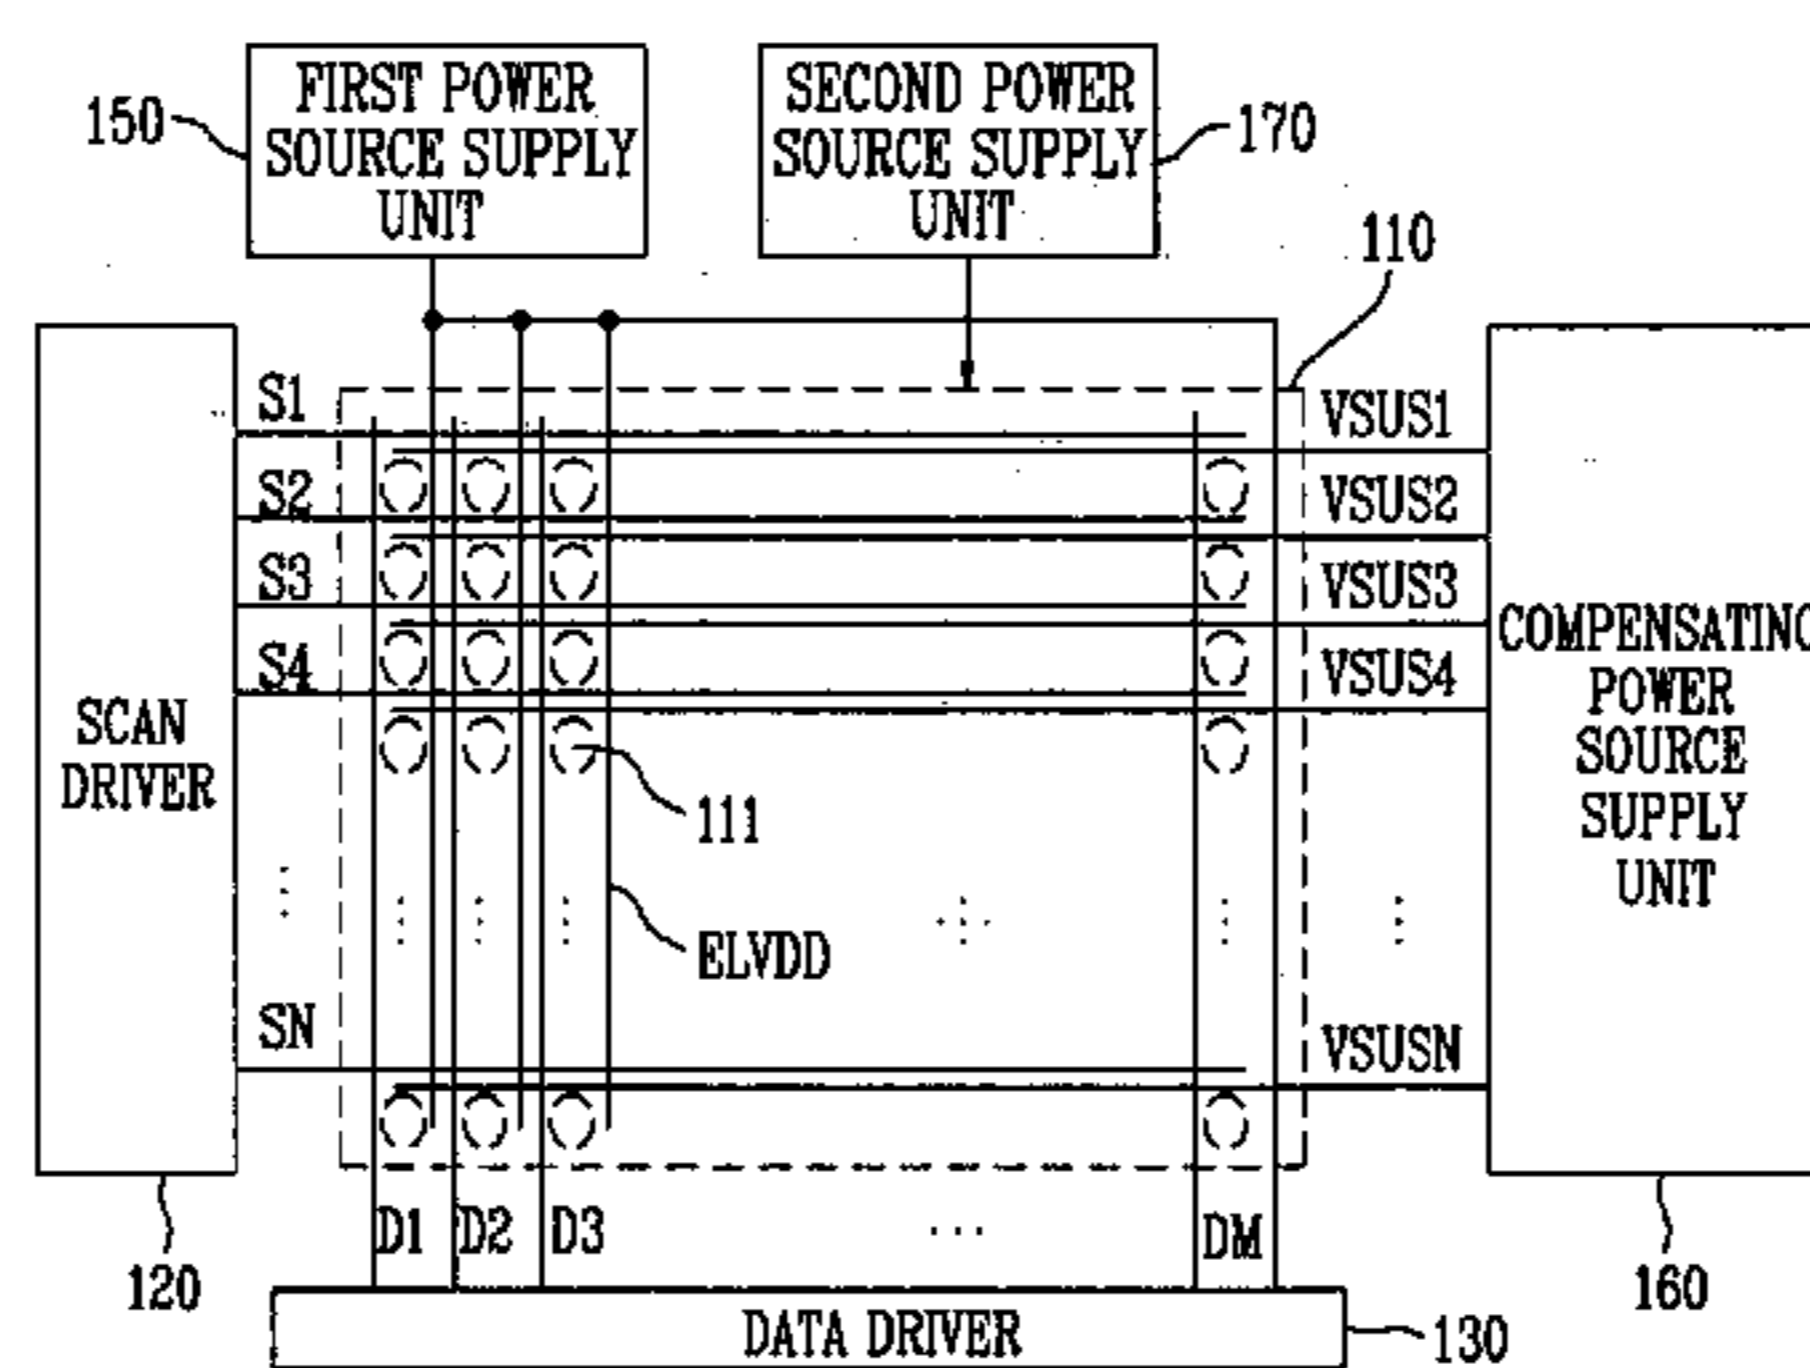 FIRST POWER
SOURCE SUPPLY
UNIT
150
SECOND POWER
SOURCE SUPPLY
UNIT
170
110
S1
S2
S3
S4
SN
SCAN
DRIVER
120
VSUS1
VSUS2
VSUS3
VSUS4
VSUSN
COMPENSATING
POWER
SOURCE
SUPPLY
UNIT
160
111
ELVDD
D1
D2
D3
...
DM
DATA DRIVER
130